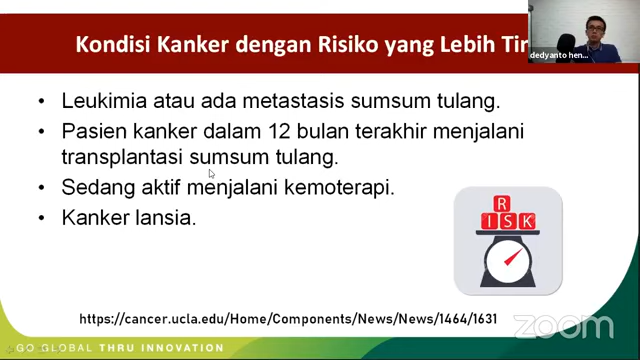 Kondisi Kanker dengan Risiko yang Lebih Tin
dedyanto hen...
• Leukimia atau ada metastasis sumsum tulang.
• Pasien kanker dalam 12 bulan terakhir menjalani
transplantasi sumsum tulang.
• Sedang aktif menjalani kemoterapi.
• Kanker lansia.
R
I S K
https://cancer.ucla.edu/Home/Components/News/News/1464/1631
zoom
GO GLOBAL THRU INNOVATION